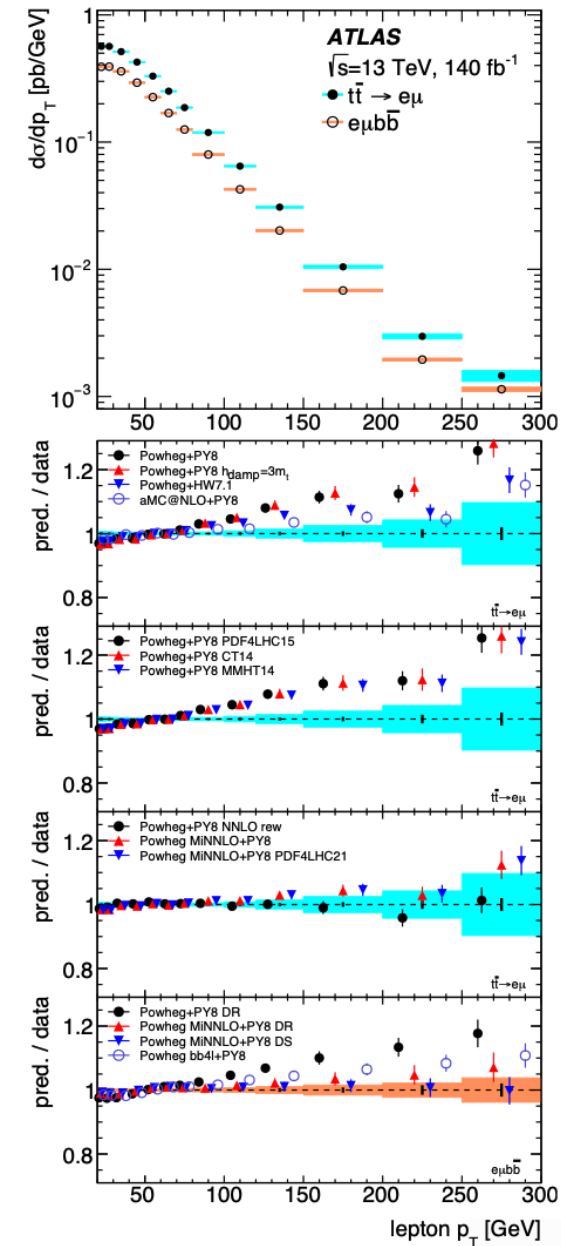 ATLAS
√s=13 TeV, 140 fb⁻¹
tt̄ → eμ
eμbb̄
dσ/dp_T [pb/GeV]
1
10⁻¹
10⁻²
10⁻³
50 100 150 200 250 300
pred. / data
1.2
1
0.8
Powheg+PY8
Powheg+PY8 h_damp=3m_t
Powheg+HW7.1
aMC@NLO+PY8
tt̄→eμ
pred. / data
1.2
1
0.8
Powheg+PY8 PDF4LHC15
Powheg+PY8 CT14
Powheg+PY8 MMHT14
tt̄→eμ
pred. / data
1.2
1
0.8
Powheg+PY8 NNLO rew
Powheg MiNNLO+PY8
Powheg MiNNLO+PY8 PDF4LHC21
tt̄→eμ
pred. / data
1.2
1
0.8
Powheg+PY8 DR
Powheg MiNNLO+PY8 DR
Powheg MiNNLO+PY8 DS
Powheg bb4l+PY8
eμbb̄
50 100 150 200 250 300
lepton p_T [GeV]